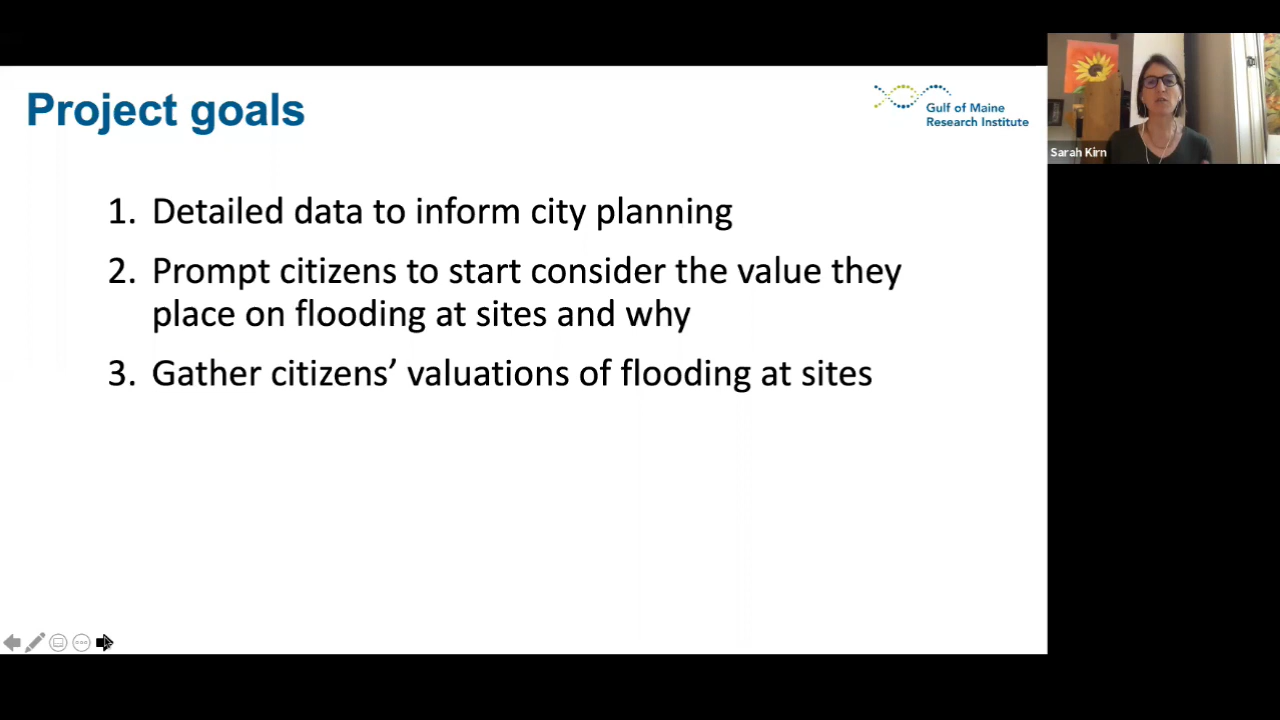 Project goals
Gulf of Maine
Research Institute
Sarah Kirn
1. Detailed data to inform city planning
2. Prompt citizens to start consider the value they
place on flooding at sites and why
3. Gather citizens’ valuations of flooding at sites